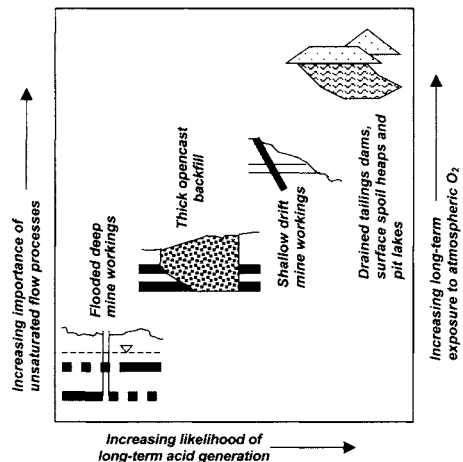 Increasing importance of
unsaturated flow processes
Flooded deep
mine workings
Thick opencast
backfill
Shallow drift
mine workings
Drained tailings dams,
surface spoil heaps and
pit lakes
Increasing long-term
exposure to atmospheric O₂
Increasing likelihood of
long-term acid generation